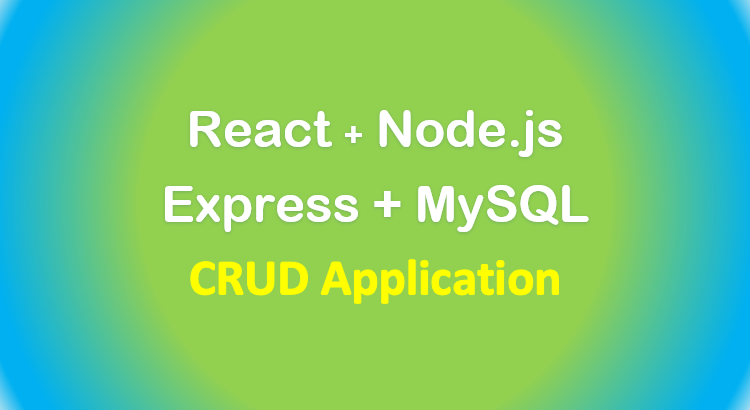 React + Node.js
Express + MySQL
CRUD Application